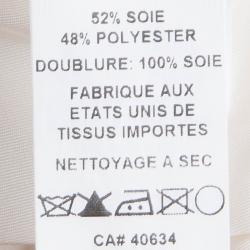 52% SOIE
48% POLYESTER
DOUBLURE: 100% SOIE
FABRIQUE AUX
ETATS UNIS DE
TISSUS IMPORTES
NETTOYAGE A SEC
CA# 40634